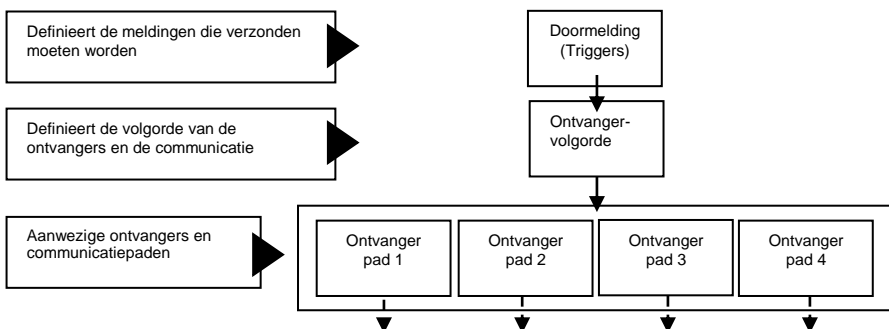 Definieert de meldingen die verzonden
moeten worden
Doormelding
(Triggers)
Definieert de volgorde van de
ontvangers en de communicatie
Ontvanger-
volgorde
Aanwezige ontvangers en
communicatiepaden
Ontvanger
pad 1
Ontvanger
pad 2
Ontvanger
pad 3
Ontvanger
pad 4